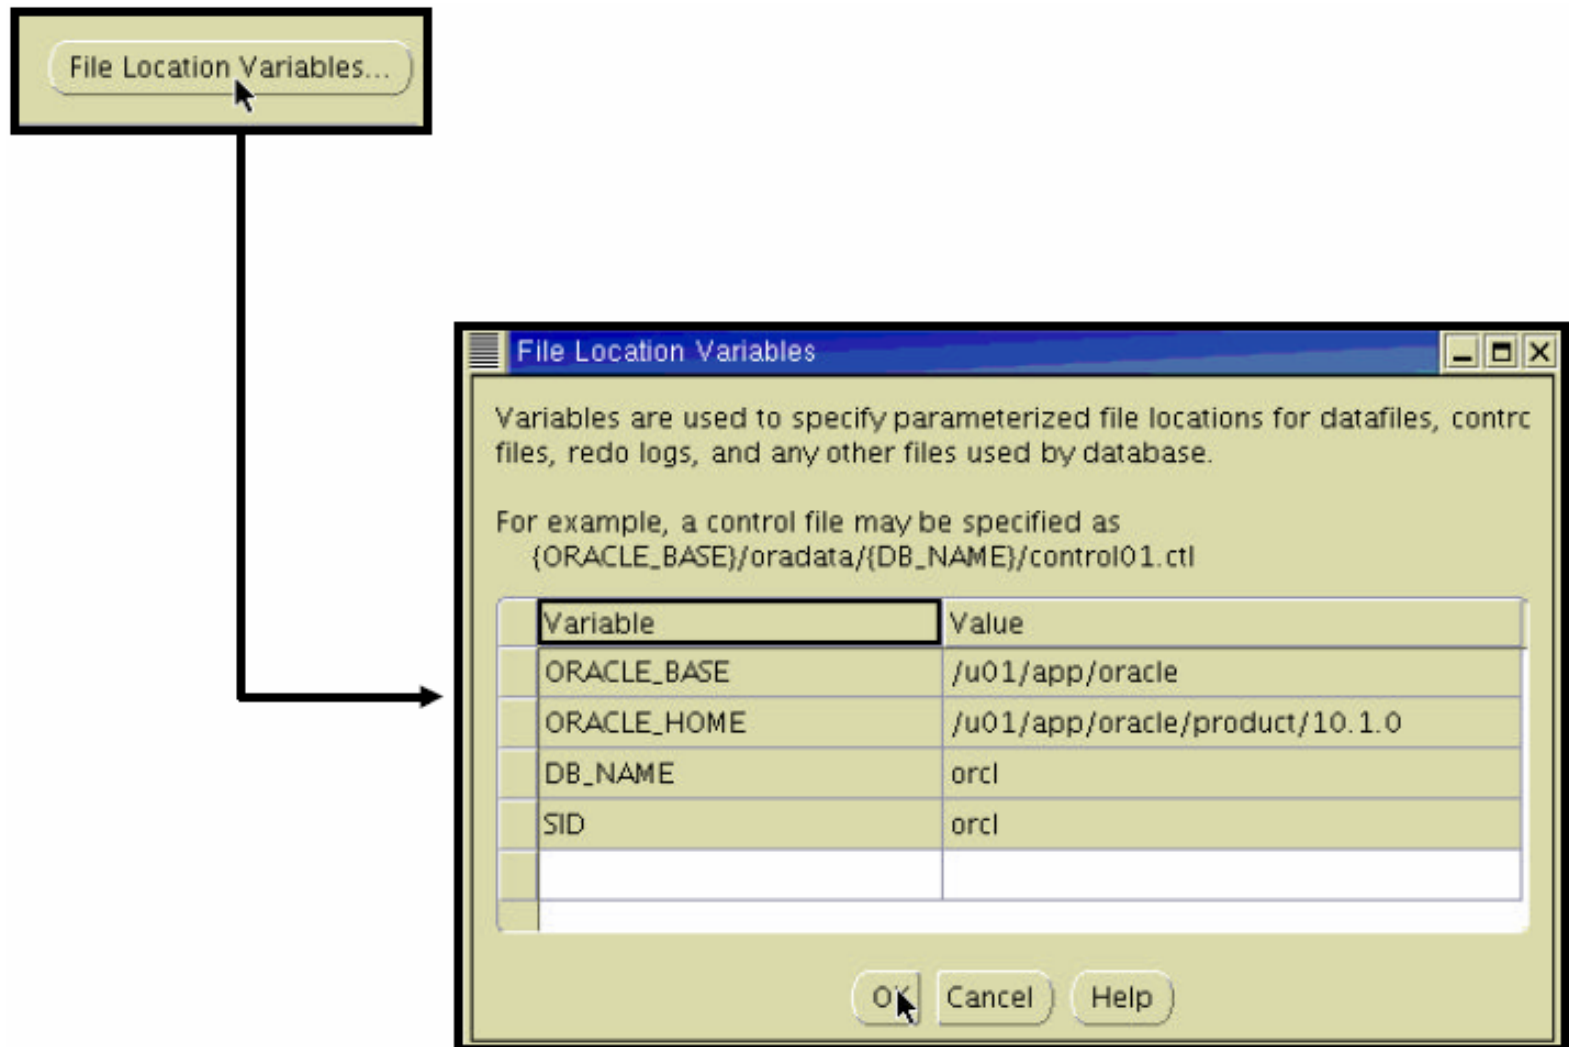 File Location Variables...
File Location Variables
Variables are used to specify parameterized file locations for datafiles, contrc
files, redo logs, and any other files used by database.
For example, a control file may be specified as
{ORACLE_BASE}/oradata/{DB_NAME}/control01.ctl
Variable Value
ORACLE_BASE /u01/app/oracle
ORACLE_HOME /u01/app/oracle/product/10.1.0
DB_NAME orcl
SID orcl
OK Cancel Help